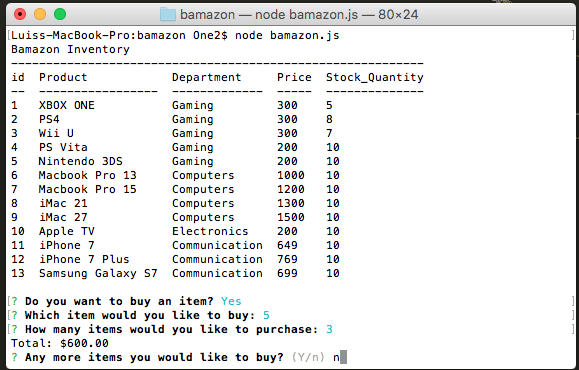 bamazon — node bamazon.js — 80×24
[Luiss-MacBook-Pro:bamazon One2$ node bamazon.js ]
Bamazon Inventory
-----------------------------------------------------------
id  Product            Department     Price  Stock_Quantity
--  -----------------  -------------  -----  --------------
1   XBOX ONE           Gaming         300    5
2   PS4                Gaming         300    8
3   Wii U              Gaming         300    7
4   PS Vita            Gaming         200    10
5   Nintendo 3DS       Gaming         200    10
6   Macbook Pro 13     Computers      1000   10
7   Macbook Pro 15     Computers      1200   10
8   iMac 21            Computers      1300   10
9   iMac 27            Computers      1500   10
10  Apple TV           Electronics    200    10
11  iPhone 7           Communication  649    10
12  iPhone 7 Plus      Communication  769    10
13  Samsung Galaxy S7  Communication  699    10
[? Do you want to buy an item? Yes ]
[? Which item would you like to buy: 5 ]
[? How many items would you like to purchase: 3 ]
Total: $600.00
? Any more items you would like to buy? (Y/n) n